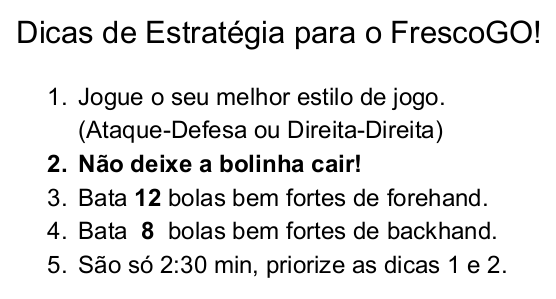 Dicas de Estratégia para o FrescoGO!
1. Jogue o seu melhor estilo de jogo.
(Ataque-Defesa ou Direita-Direita)
2. Não deixe a bolinha cair!
3. Bata 12 bolas bem fortes de forehand.
4. Bata 8 bolas bem fortes de backhand.
5. São só 2:30 min, priorize as dicas 1 e 2.